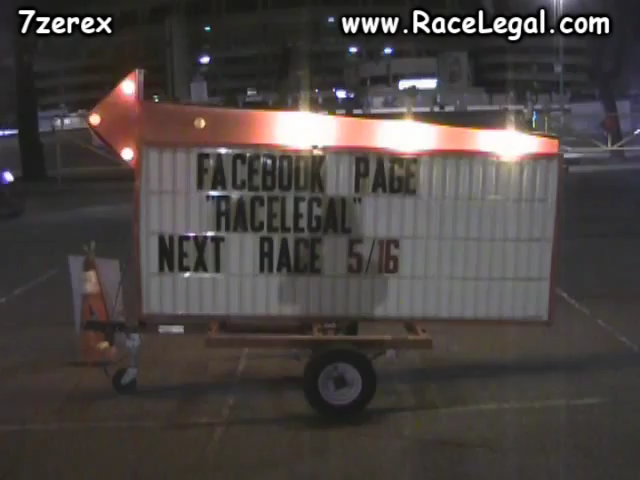 7zerex
www.RaceLegal.com
FACEBOOK PAGE
"RACELEGAL"
NEXT RACE 5/16